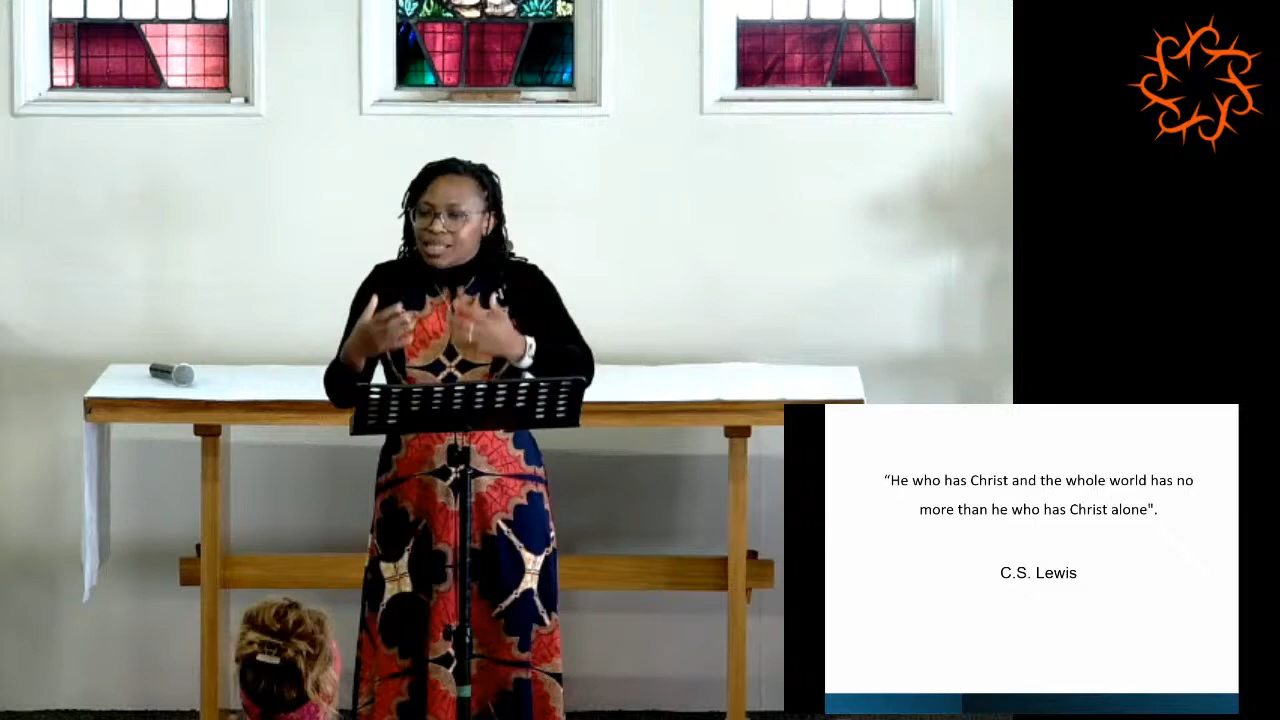 “He who has Christ and the whole world has no
more than he who has Christ alone".
C.S. Lewis